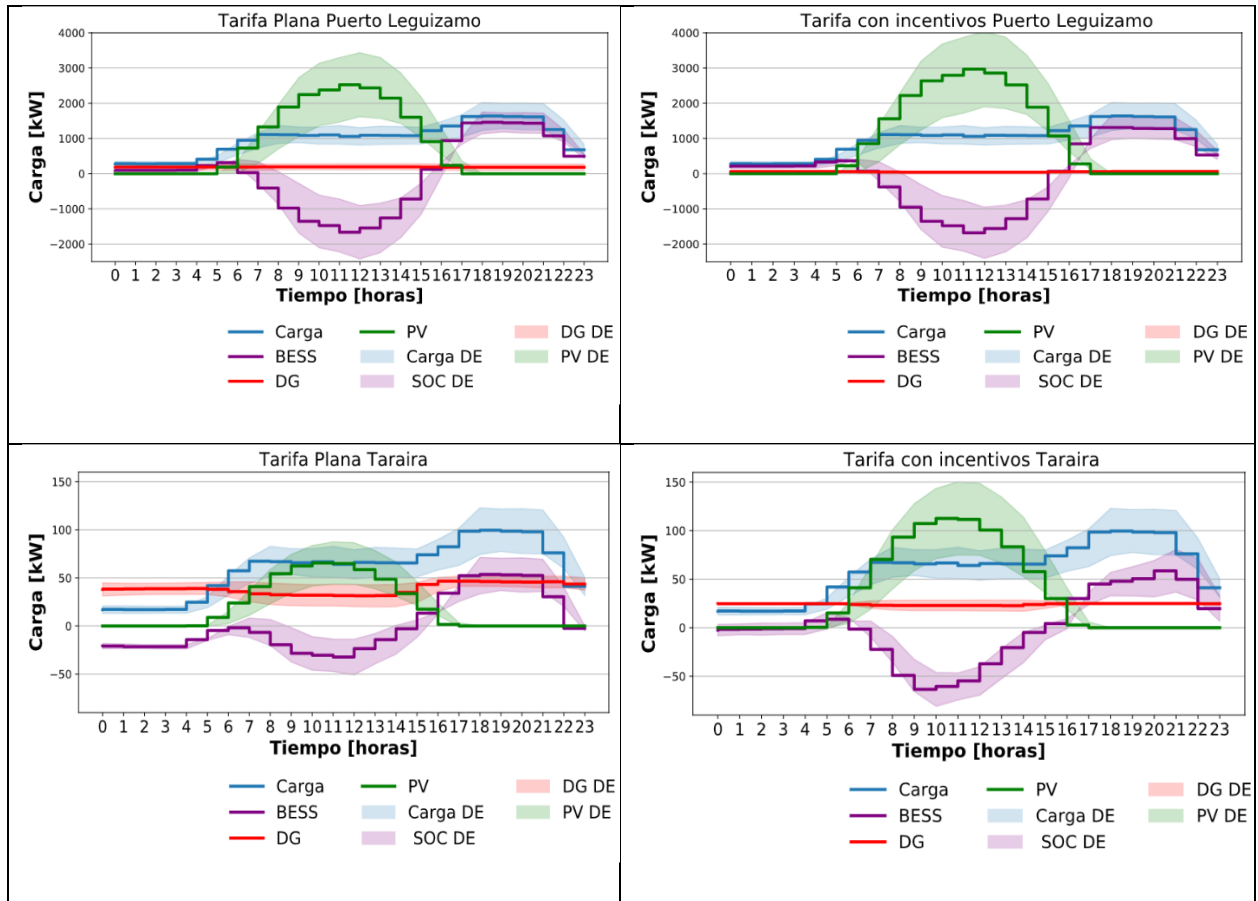 Tarifa Plana Puerto Leguizamo
4000
3000
2000
1000
0
−1000
−2000
Carga [kW]
0 1 2 3 4 5 6 7 8 9 10 11 12 13 14 15 16 17 18 19 20 21 22 23
Tiempo [horas]
Carga PV DG DE
BESS Carga DE PV DE
DG SOC DE
Tarifa con incentivos Puerto Leguizamo
4000
3000
2000
1000
0
−1000
−2000
Carga [kW]
0 1 2 3 4 5 6 7 8 9 10 11 12 13 14 15 16 17 18 19 20 21 22 23
Tiempo [horas]
Carga PV DG DE
BESS Carga DE PV DE
DG SOC DE
Tarifa Plana Taraira
150
100
50
0
−50
Carga [kW]
0 1 2 3 4 5 6 7 8 9 10 11 12 13 14 15 16 17 18 19 20 21 22 23
Tiempo [horas]
Carga PV DG DE
BESS Carga DE PV DE
DG SOC DE
Tarifa con incentivos Taraira
150
100
50
0
−50
Carga [kW]
0 1 2 3 4 5 6 7 8 9 10 11 12 13 14 15 16 17 18 19 20 21 22 23
Tiempo [horas]
Carga PV DG DE
BESS Carga DE PV DE
DG SOC DE